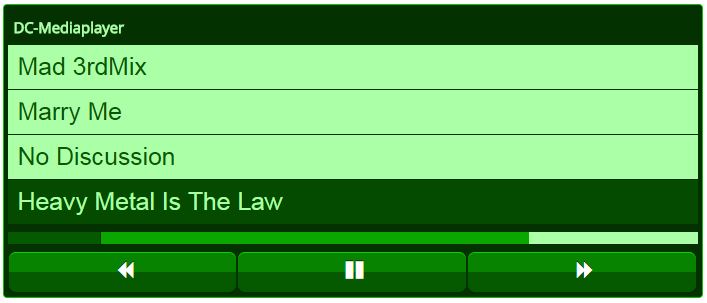 DC-Mediaplayer
Mad 3rdMix
Marry Me
No Discussion
Heavy Metal Is The Law